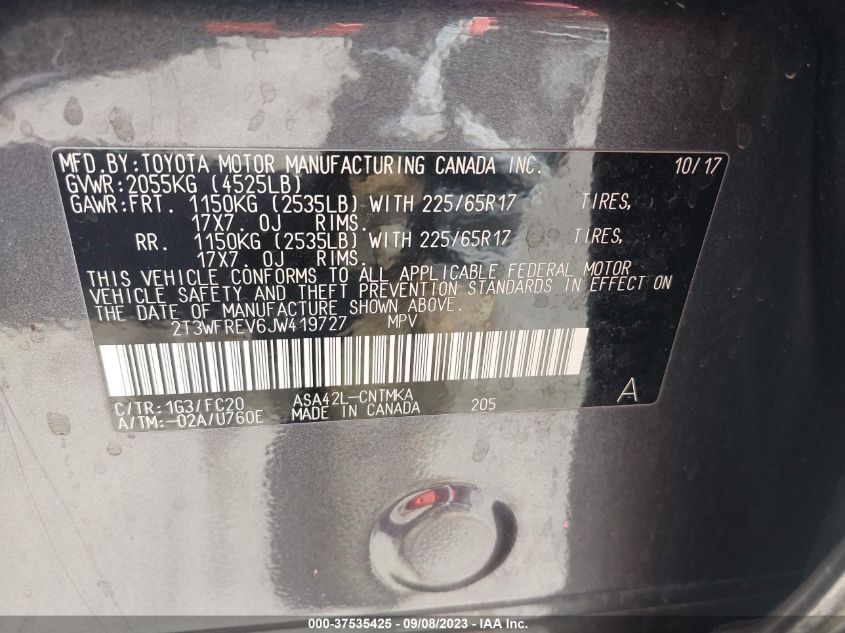 MFD.BY:TOYOTA MOTOR MANUFACTURING CANADA INC. 10/17
GVWR:2055KG (4525LB)
GAWR:FRT. 1150KG (2535LB) WITH 225/65R17 TIRES,
17X7.0J RIMS.
RR. 1150KG (2535LB) WITH 225/65R17 TIRES,
17X7.0J RIMS.
THIS VEHICLE CONFORMS TO ALL APPLICABLE FEDERAL MOTOR
VEHICLE SAFETY AND THEFT PREVENTION STANDARDS IN EFFECT ON
THE DATE OF MANUFACTURE SHOWN ABOVE.
2T3WFREV6JW419727 MPV
C/TR:1G3/FC20 ASA42L-CNTMKA 205 A
A/TM:-02A/U760E MADE IN CANADA
000-37535425 - 09/08/2023 - Copyright © IAA, Inc.